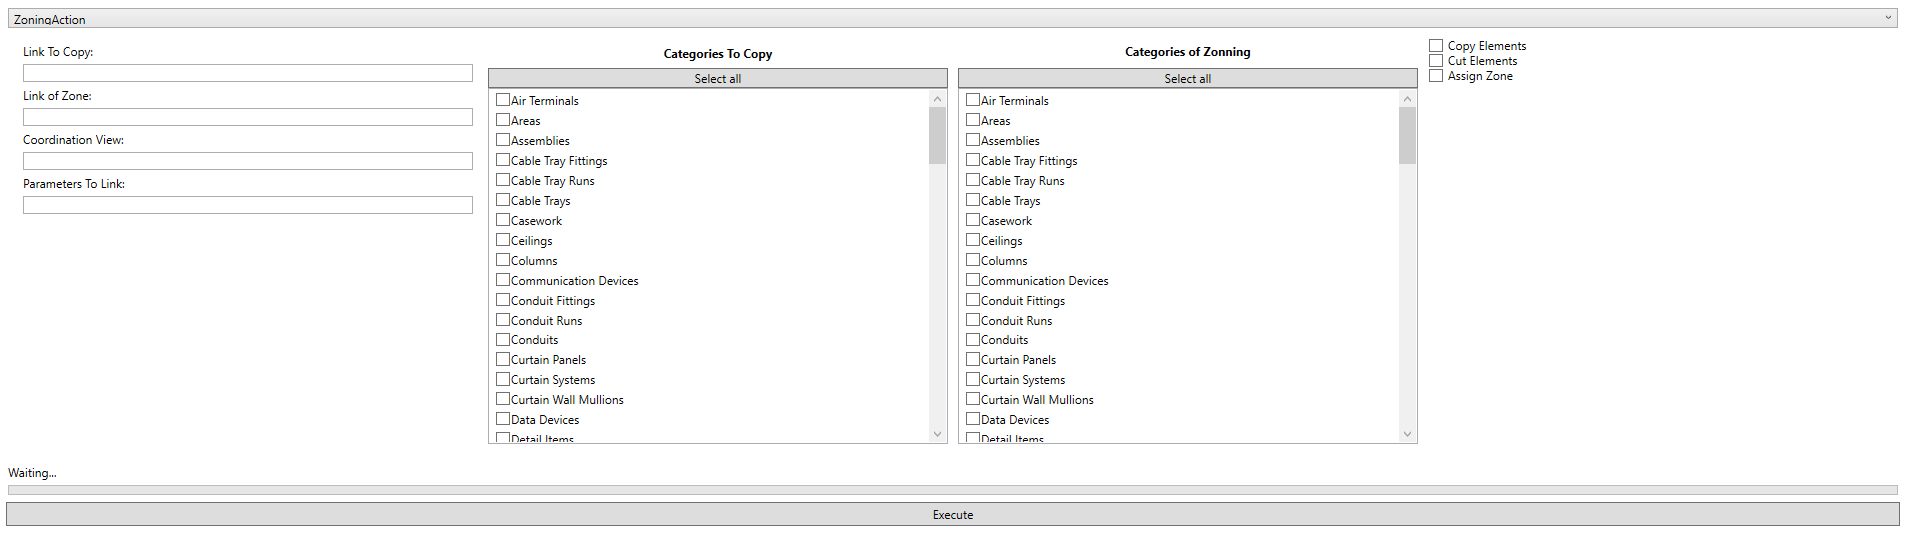 ZoningAction
Link To Copy:
Link of Zone:
Coordination View:
Parameters To Link:
Categories To Copy
Select all
Air Terminals
Areas
Assemblies
Cable Tray Fittings
Cable Tray Runs
Cable Trays
Casework
Ceilings
Columns
Communication Devices
Conduit Fittings
Conduit Runs
Conduits
Curtain Panels
Curtain Systems
Curtain Wall Mullions
Data Devices
Detail Items
Categories of Zonning
Select all
Air Terminals
Areas
Assemblies
Cable Tray Fittings
Cable Tray Runs
Cable Trays
Casework
Ceilings
Columns
Communication Devices
Conduit Fittings
Conduit Runs
Conduits
Curtain Panels
Curtain Systems
Curtain Wall Mullions
Data Devices
Detail Items
Copy Elements
Cut Elements
Assign Zone
Waiting...
Execute